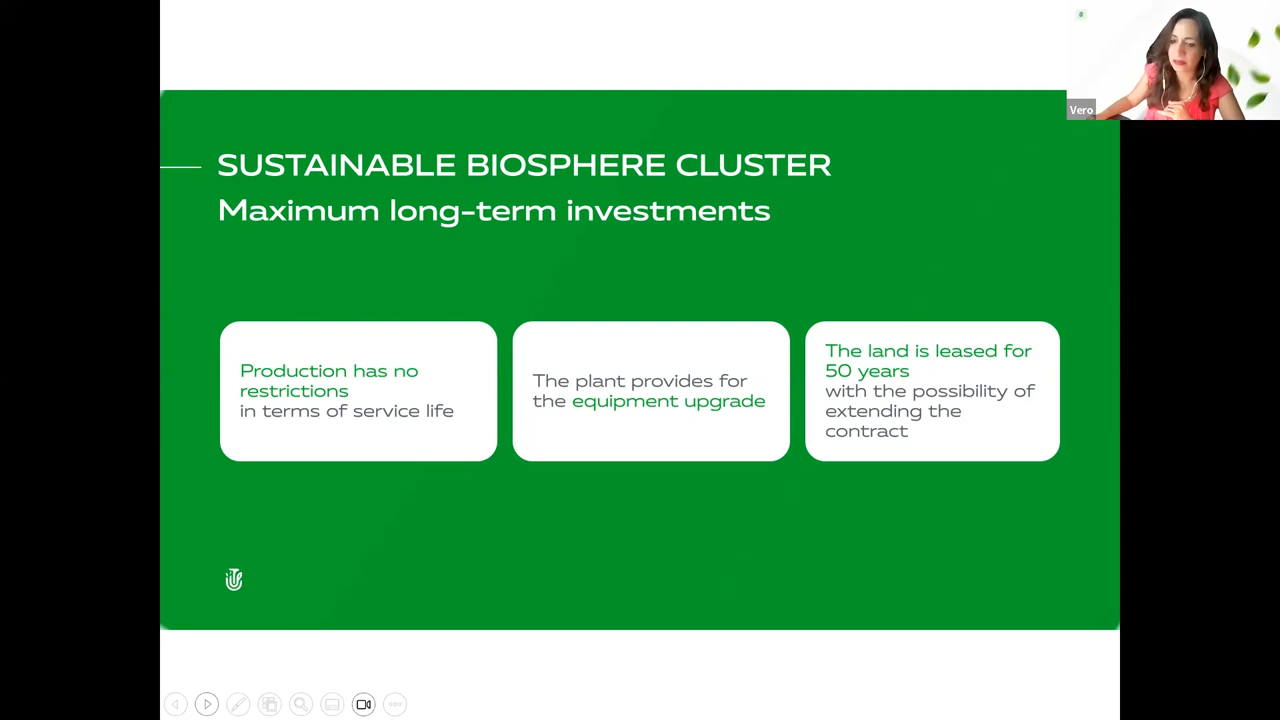 Vero
SUSTAINABLE BIOSPHERE CLUSTER
Maximum long-term investments
Production has no
restrictions
in terms of service life
The plant provides for
the equipment upgrade
The land is leased for
50 years
with the possibility of
extending the
contract